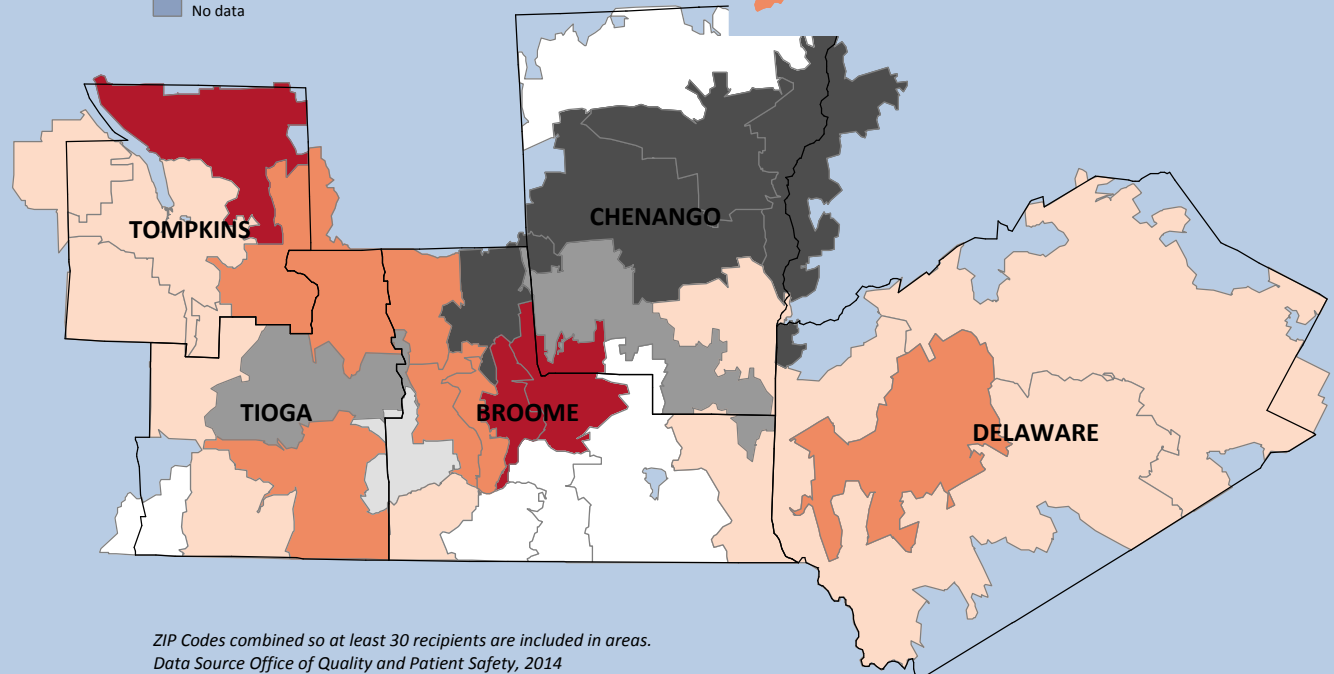 No data
CHENANGO
TOMPKINS
TIOGA
BROOME
DELAWARE
ZIP Codes combined so at least 30 recipients are included in areas.
Data Source Office of Quality and Patient Safety, 2014